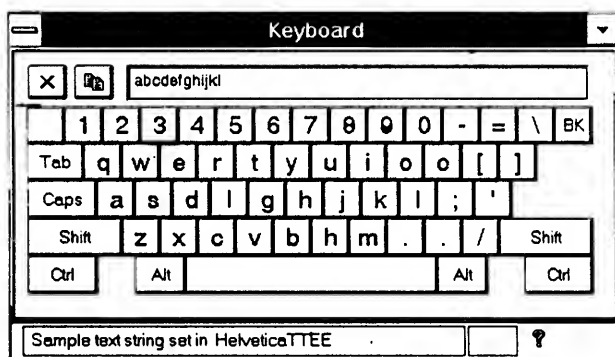 Keyboard
abcdefghijkl
1 2 3 4 5 6 7 8 9 0 - = \ BK
Tab q w e r t y u i o o [ ]
Caps a s d l g h j k l ; '
Shift z x c v b h m . . / Shift
Ctrl Alt Alt Ctrl
Sample text string set in HelveticaTTEE ?